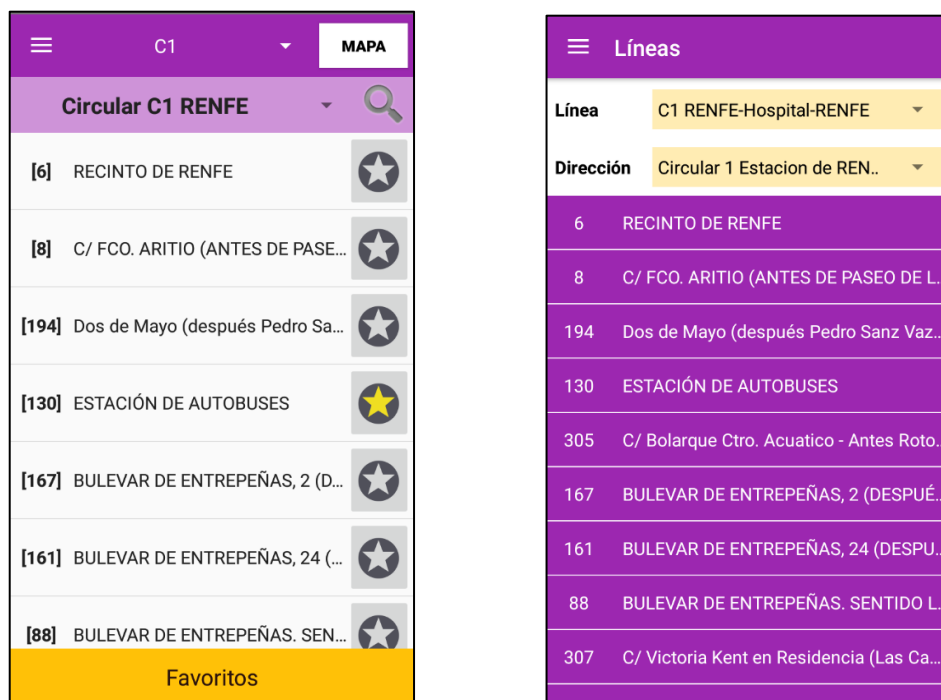 C1
MAPA
Circular C1 RENFE
[6] RECINTO DE RENFE
[8] C/ FCO. ARITIO (ANTES DE PASE...
[194] Dos de Mayo (después Pedro Sa...
[130] ESTACIÓN DE AUTOBUSES
[167] BULEVAR DE ENTREPEÑAS, 2 (D...
[161] BULEVAR DE ENTREPEÑAS, 24 (...
[88] BULEVAR DE ENTREPEÑAS. SEN...
Favoritos
Líneas
Línea C1 RENFE-Hospital-RENFE
Dirección Circular 1 Estacion de REN..
6 RECINTO DE RENFE
8 C/ FCO. ARITIO (ANTES DE PASEO DE L..
194 Dos de Mayo (después Pedro Sanz Vaz..
130 ESTACIÓN DE AUTOBUSES
305 C/ Bolarque Ctro. Acuatico - Antes Roto..
167 BULEVAR DE ENTREPEÑAS, 2 (DESPUÉ..
161 BULEVAR DE ENTREPEÑAS, 24 (DESPU..
88 BULEVAR DE ENTREPEÑAS. SENTIDO L..
307 C/ Victoria Kent en Residencia (Las Ca...